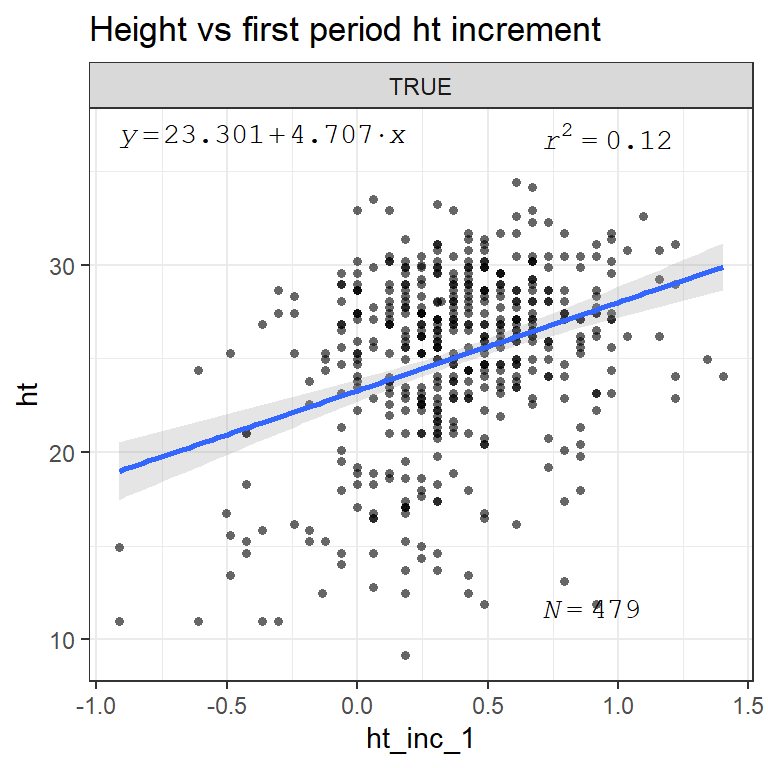 Height vs first period ht increment
TRUE
y=23.301+4.707·x
r²=0.12
30
20
10
ht
N=479
-1.0 -0.5 0.0 0.5 1.0 1.5
ht_inc_1